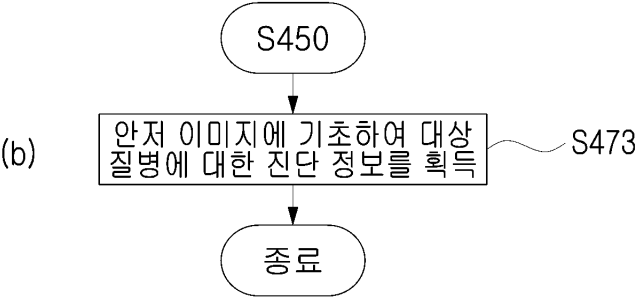 S450
(b)
안저 이미지에 기초하여 대상
질병에 대한 진단 정보를 획득
S473
종료